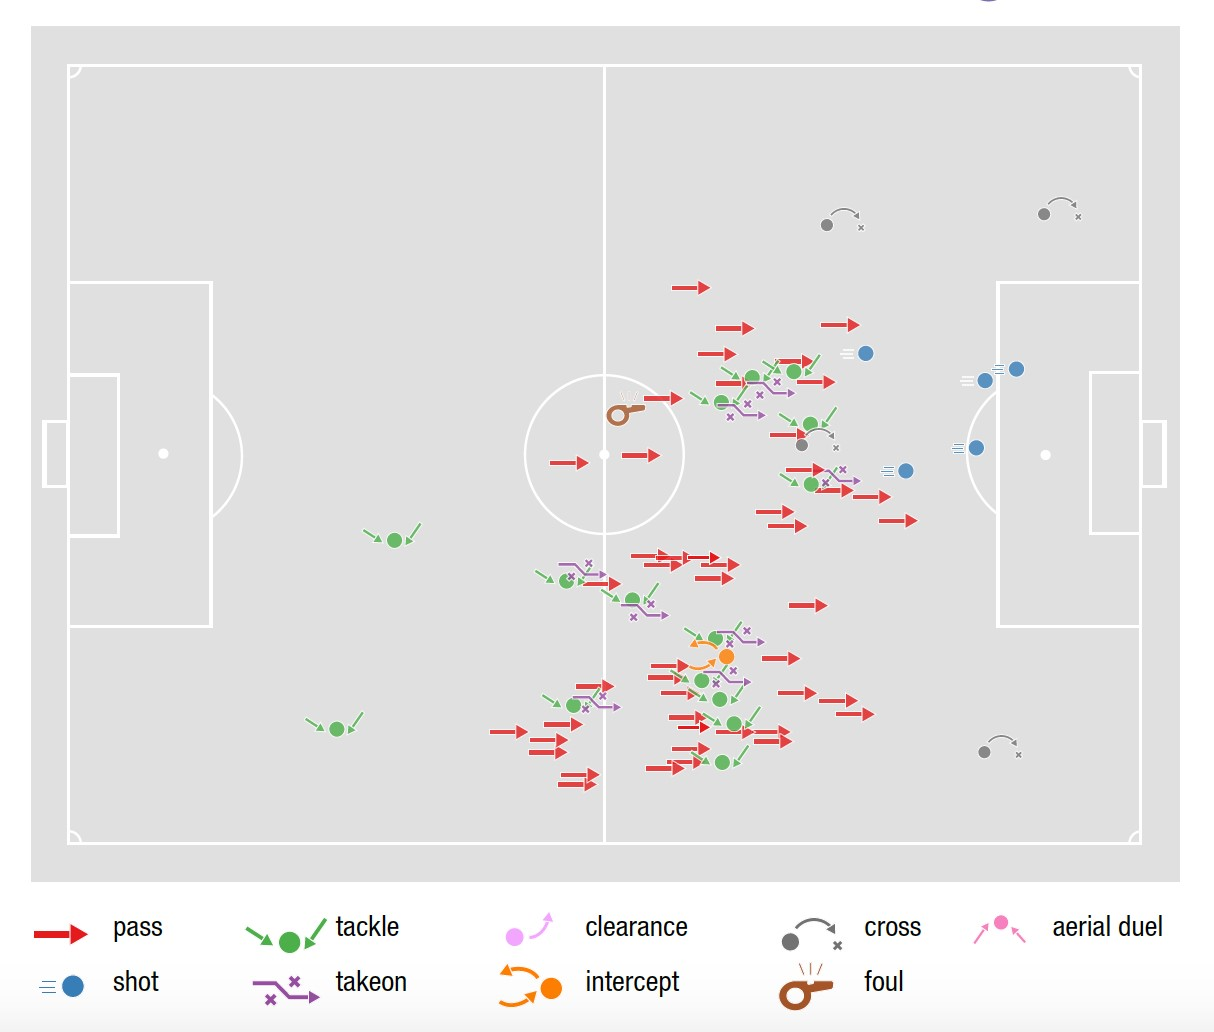 pass
tackle
clearance
cross
aerial duel
shot
takeon
intercept
foul